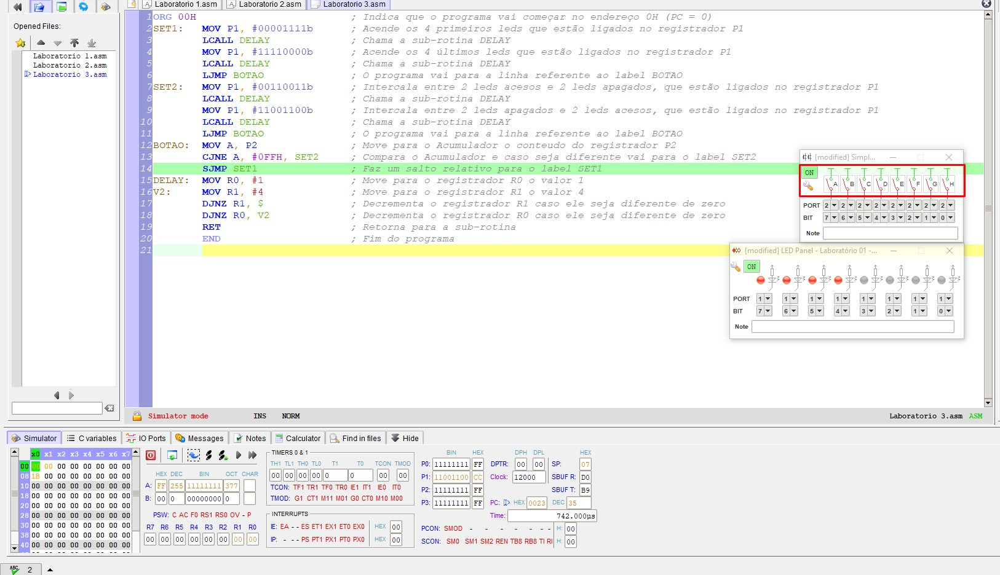 Laboratorio 1.asm Laboratorio 2.asm Laboratorio 3.asm
Opened Files:
Laboratorio 1.asm
Laboratorio 2.asm
Laboratorio 3.asm
1 ORG 00H ; Indica que o programa vai começar no endereço 0H (PC = 0)
2 SET1: MOV P1, #00001111b ; Acende os 4 primeiros leds que estão ligados no registrador P1
3 LCALL DELAY ; Chama a sub-rotina DELAY
4 MOV P1, #11110000b ; Acende os 4 últimos leds que estão ligados no registrador P1
5 LCALL DELAY ; Chama a sub-rotina DELAY
6 LJMP BOTAO ; O programa vai para a linha referente ao label BOTAO
7 SET2: MOV P1, #00110011b ; Intercala entre 2 leds acesos e 2 leds apagados, que estão ligados no registrador P1
8 LCALL DELAY ; Chama a sub-rotina DELAY
9 MOV P1, #11001100b ; Intercala entre 2 leds apagados e 2 leds acesos, que estão ligados no registrador P1
10 LCALL DELAY ; Chama a sub-rotina DELAY
11 LJMP BOTAO ; O programa vai para a linha referente ao label BOTAO
12 BOTAO: MOV A, P2 ; Move para o Acumulador o conteudo do registrador P2
13 CJNE A, #0FFH, SET2 ; Compara o Acumulador e caso seja diferente vai para o label SET2
14 SJMP SET1 ; Faz um salto relativo para o label SET1
15 DELAY: MOV R0, #1 ; Move para o registrador R0 o valor 1
16 V2: MOV R1, #4 ; Move para o registrador R1 o valor 4
17 DJNZ R1, $ ; Decrementa o registrador R1 caso ele seja diferente de zero
18 DJNZ R0, V2 ; Decrementa o registrador R0 caso ele seja diferente de zero
19 RET ; Retorna para a sub-rotina
20 END ; Fim do programa
21
[modified] Simpl...
ON
A B C D E F G H
PORT 2 2 2 2 2 2 2 2
BIT 7 6 5 4 3 2 1 0
Note
[modified] LED Panel - Laboratório 01 -...
ON
PORT 1 1 1 1 1 1 1 1
BIT 7 6 5 4 3 2 1 0
Note
Simulator mode INS NORM Laboratorio 3.asm ASM
Simulator C variables IO Ports Messages Notes Calculator Find in files Hide
x0 x1 x2 x3 x4 x5 x6 x7
00 00 00 00 00 00 00 00 00
08 1B 00 00 00 00 00 00 00
10 00 00 00 00 00 00 00 00
18 00 00 00 00 00 00 00 00
20 00 00 00 00 00 00 00 00
28 00 00 00 00 00 00 00 00
30 00 00 00 00 00 00 00 00
38 00 00 00 00 00 00 00 00
40 00 00 00 00 00 00 00 00
HEX DEC BIN OCT CHAR
A: FF 255 11111111 377
B: 00 0 00000000 0
PSW: C AC F0 RS1 RS0 OV - P
R7 R6 R5 R4 R3 R2 R1 R0
00 00 00 00 00 00 00 00
TIMERS 0 & 1
TH1 TL1 TH0 TL0 T1 T0 TCON TMOD
00 00 00 00 0 0 00 00
TCON: TF1 TR1 TF0 TR0 IE1 IT1 IE0 IT0
TMOD: G1 CT1 M11 M01 G0 CT0 M10 M00
INTERRUPTS
IE: EA - - ES ET1 EX1 ET0 EX0 HEX 00
IP: - - - PS PT1 PX1 PT0 PX0 HEX 00
BIN HEX
P0: 11111111 FF
P1: 11001100 CC
P2: 11111111 FF
P3: 11111111 FF
DPH DPL HEX
DPTR: 00 00 SP: 07
Clock: 12000 SBUF R: D0
SBUF T: B9
PC: HEX 0023 DEC 35
Time: 742.000µs
PCON: SMOD - - - - - - - H: 00
SCON: SM0 SM1 SM2 REN TB8 RB8 TI RI H: 00
ABC 2